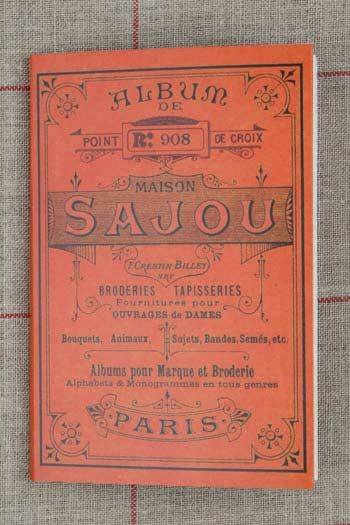 ALBUM
DE
POINT Rs: 908 DE CROIX
MAISON
SAJOU
F. CRESTIN-BILLET
BRODERIES TAPISSERIES
Fournitures pour
OUVRAGES de DAMES
Bouquets, Animaux, Sujets, Bandes, Semés, etc.
Albums pour Marque et Broderie
Alphabets & Monogrammes en tous genres
PARIS